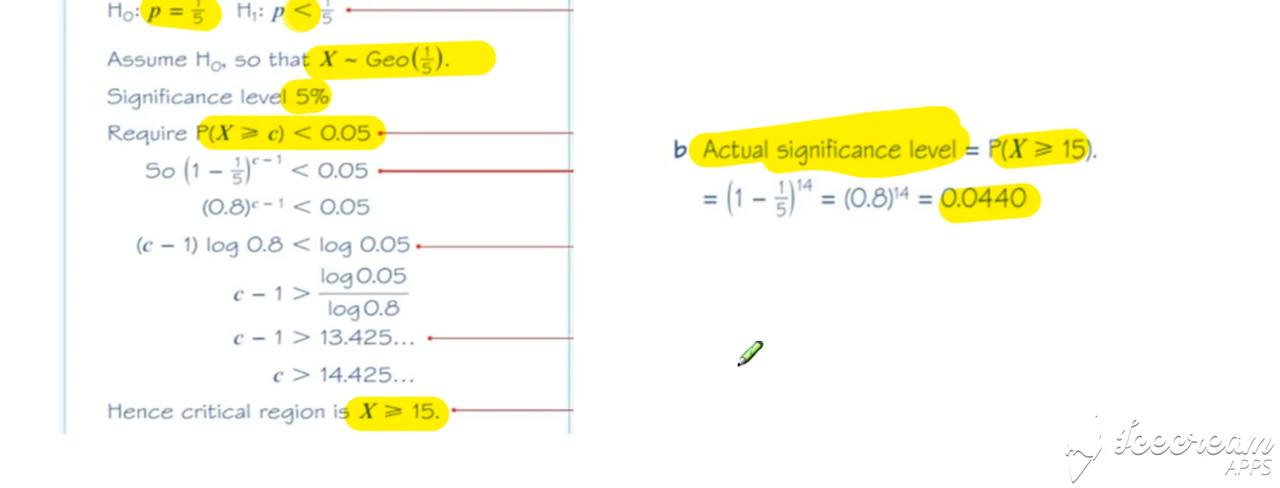 H₀: p = 1/5 H₁: p < 1/5
Assume H₀, so that X ~ Geo(1/5).
Significance level 5%
Require P(X ⩾ c) < 0.05
So (1 − 1/5)^(c − 1) < 0.05
(0.8)^(c − 1) < 0.05
(c − 1) log 0.8 < log 0.05
c − 1 > log 0.05 / log 0.8
c − 1 > 13.425...
c > 14.425...
Hence critical region is X ⩾ 15.
b Actual significance level = P(X ⩾ 15).
= (1 − 1/5)^14 = (0.8)^14 = 0.0440
Icecream
APPS